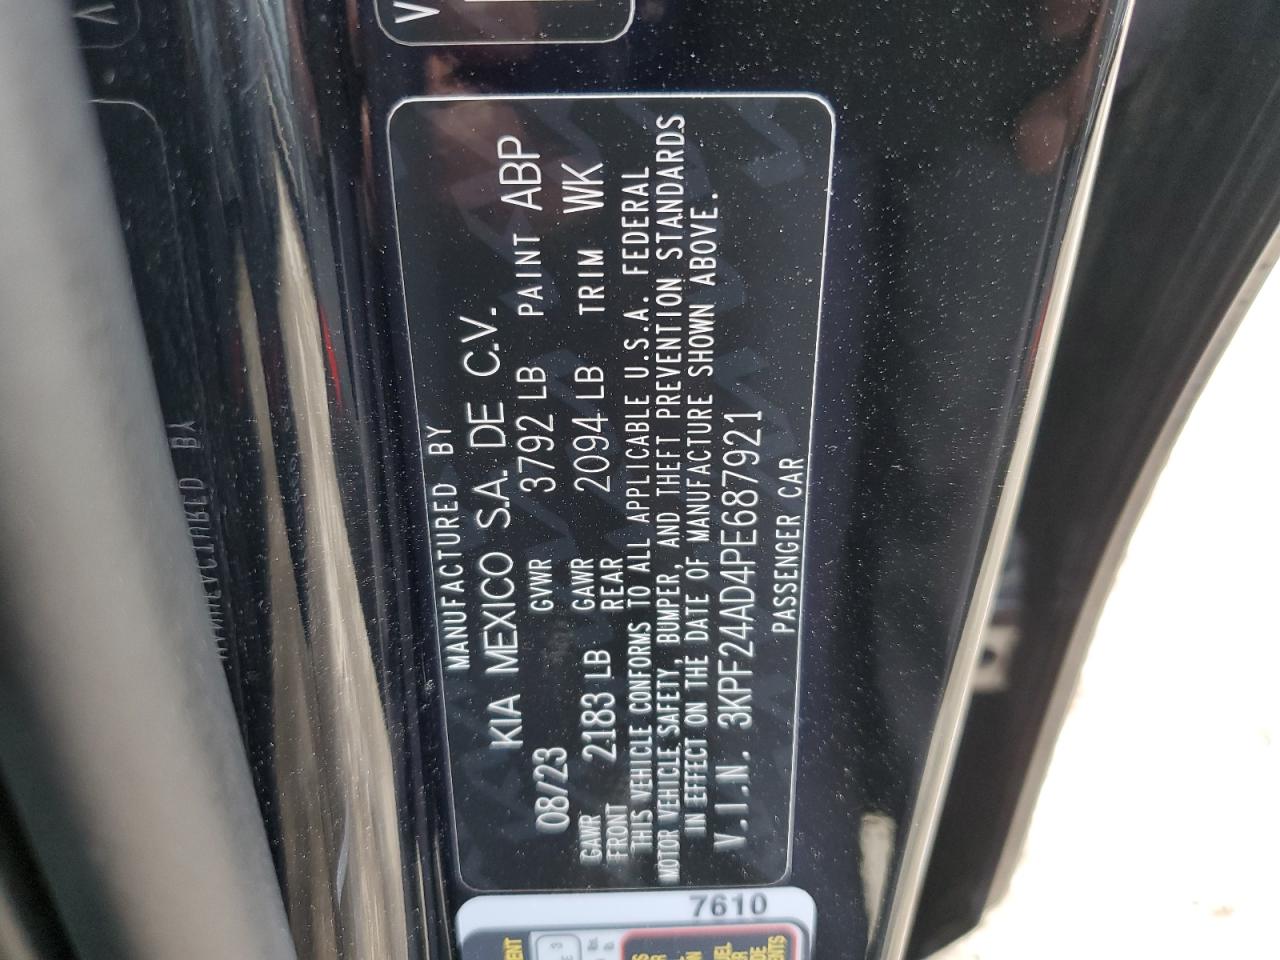 MANUFACTURED BY
KIA MEXICO S.A. DE C.V.
08/23 GVWR 3792 LB PAINT ABP
GAWR FRONT 2183 LB GAWR REAR 2094 LB TRIM WK
THIS VEHICLE CONFORMS TO ALL APPLICABLE U.S.A. FEDERAL
MOTOR VEHICLE SAFETY, BUMPER, AND THEFT PREVENTION STANDARDS
IN EFFECT ON THE DATE OF MANUFACTURE SHOWN ABOVE.
V.I.N. 3KPF24AD4PE687921
PASSENGER CAR
7610